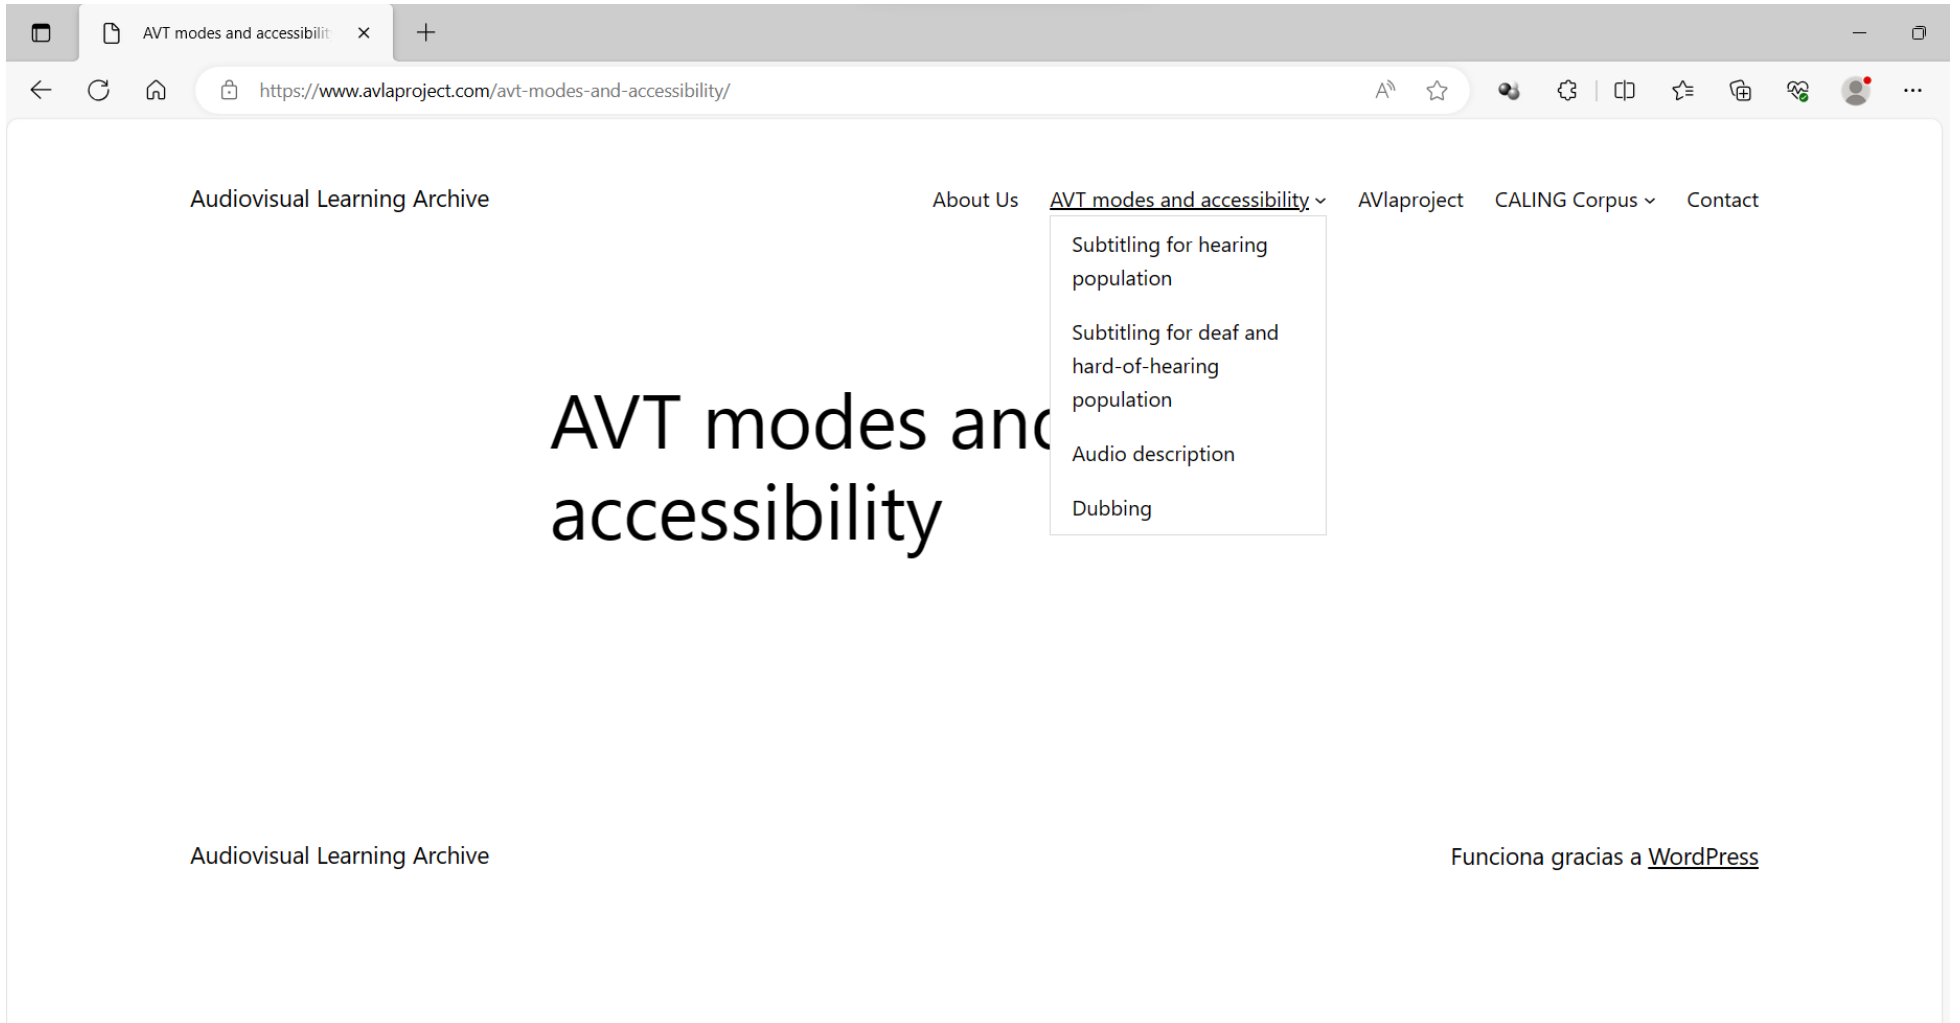 AVT modes and accessibilit
https://www.avlaproject.com/avt-modes-and-accessibility/
Audiovisual Learning Archive
About Us
AVT modes and accessibility
AVlaproject
CALING Corpus
Contact
Subtitling for hearing
population
Subtitling for deaf and
hard-of-hearing
population
Audio description
Dubbing
AVT modes and
accessibility
Audiovisual Learning Archive
Funciona gracias a WordPress